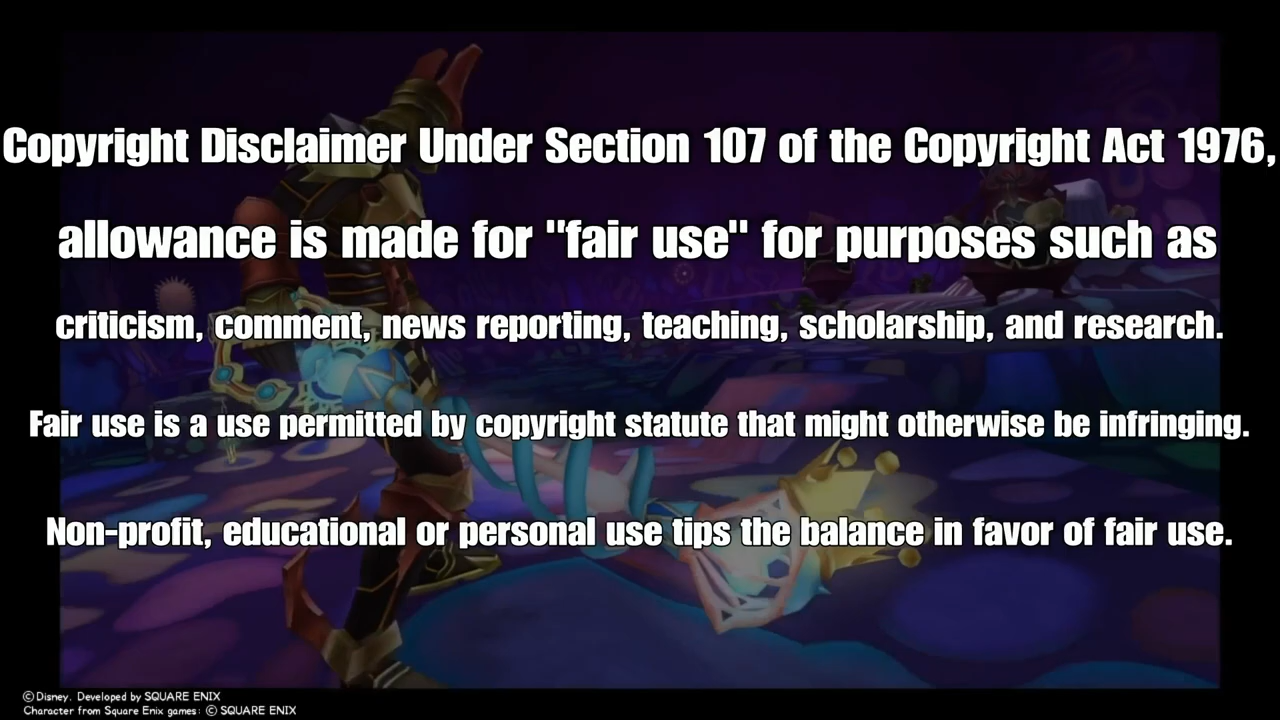 Copyright Disclaimer Under Section 107 of the Copyright Act 1976,
allowance is made for "fair use" for purposes such as
criticism, comment, news reporting, teaching, scholarship, and research.
Fair use is a use permitted by copyright statute that might otherwise be infringing.
Non-profit, educational or personal use tips the balance in favor of fair use.
© Disney. Developed by SQUARE ENIX
Character from Square Enix games: © SQUARE ENIX